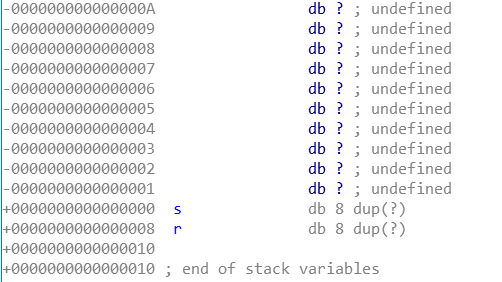 -000000000000000A db ? ; undefined
-0000000000000009 db ? ; undefined
-0000000000000008 db ? ; undefined
-0000000000000007 db ? ; undefined
-0000000000000006 db ? ; undefined
-0000000000000005 db ? ; undefined
-0000000000000004 db ? ; undefined
-0000000000000003 db ? ; undefined
-0000000000000002 db ? ; undefined
-0000000000000001 db ? ; undefined
+0000000000000000 s db 8 dup(?)
+0000000000000008 r db 8 dup(?)
+0000000000000010
+0000000000000010 ; end of stack variables